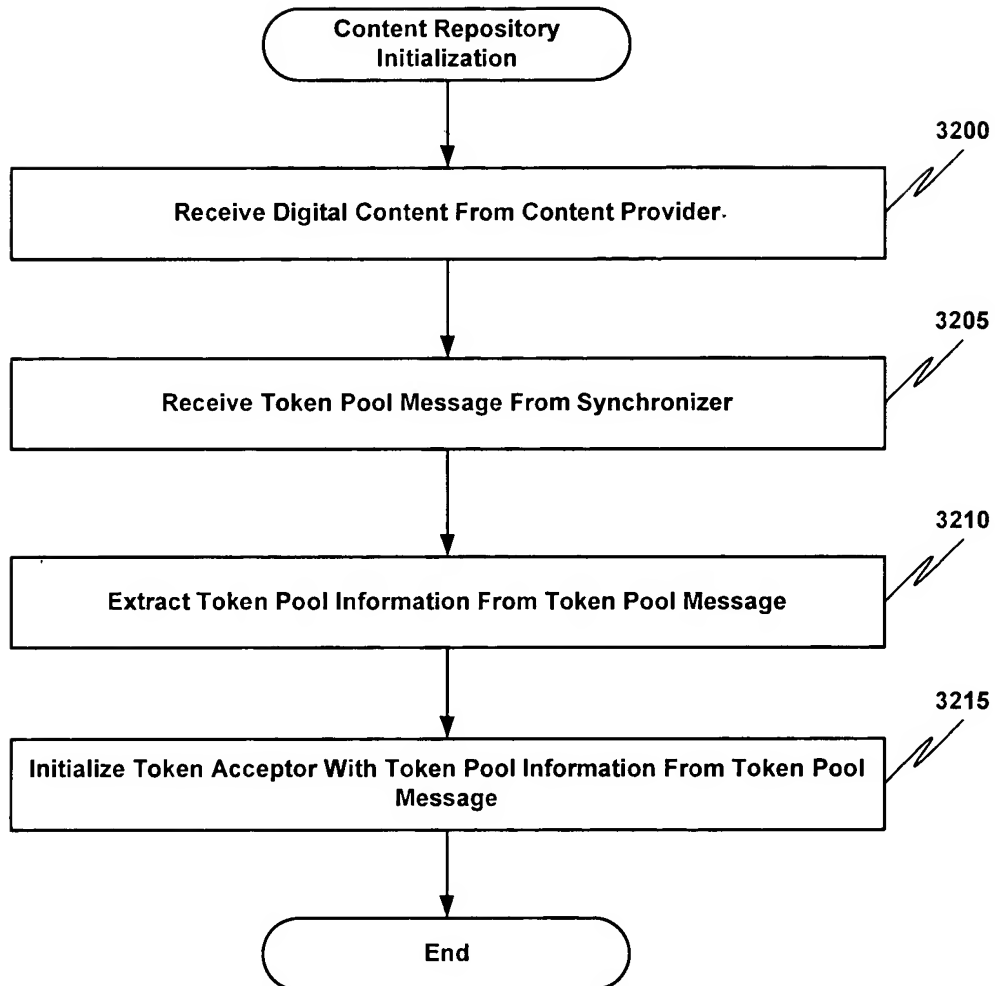 Content Repository
Initialization
3200
Receive Digital Content From Content Provider.
3205
Receive Token Pool Message From Synchronizer
3210
Extract Token Pool Information From Token Pool Message
3215
Initialize Token Acceptor With Token Pool Information From Token Pool
Message
End